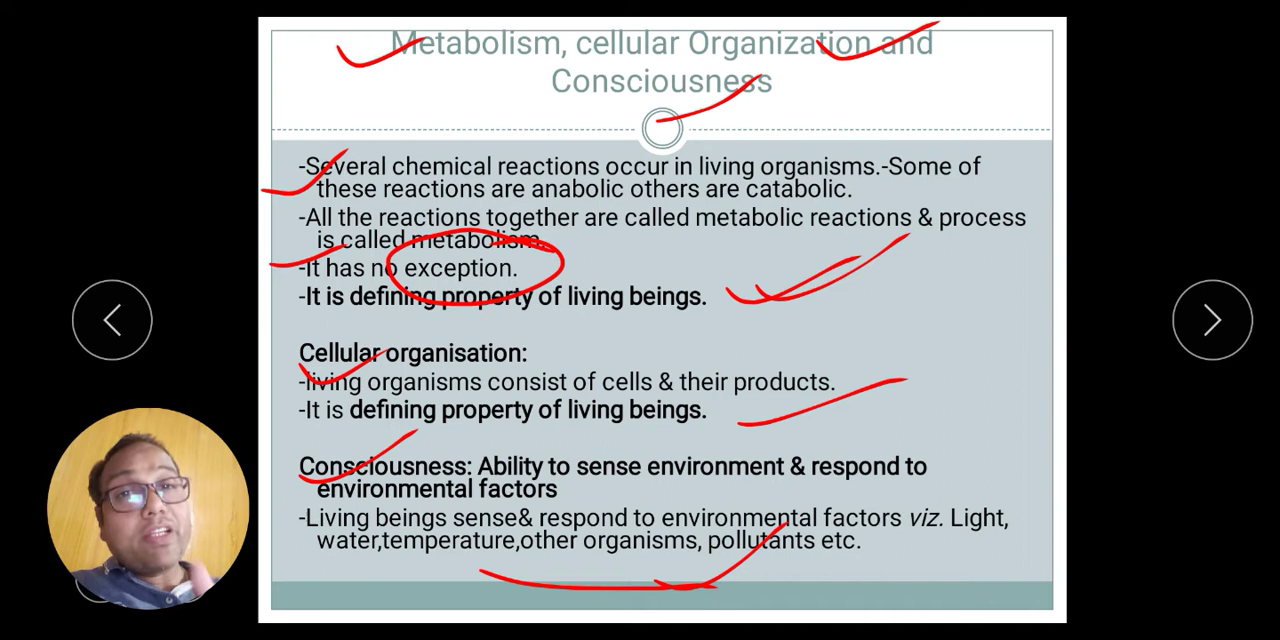 Metabolism, cellular Organization and
Consciousness
-Several chemical reactions occur in living organisms.-Some of
these reactions are anabolic others are catabolic.
-All the reactions together are called metabolic reactions & process
is called metabolism.
-It has no exception.
-It is defining property of living beings.
Cellular organisation:
-living organisms consist of cells & their products.
-It is defining property of living beings.
Consciousness: Ability to sense environment & respond to
environmental factors
-Living beings sense& respond to environmental factors viz. Light,
water,temperature,other organisms, pollutants etc.